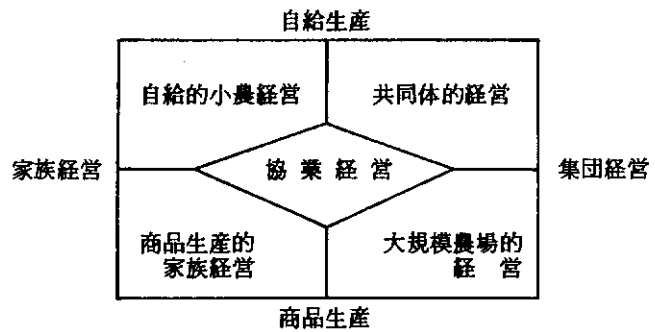 自給生産
自給的小農経営
共同体的経営
家族経営
協業経営
集団経営
商品生産的
家族経営
大規模農場的
経営
商品生産